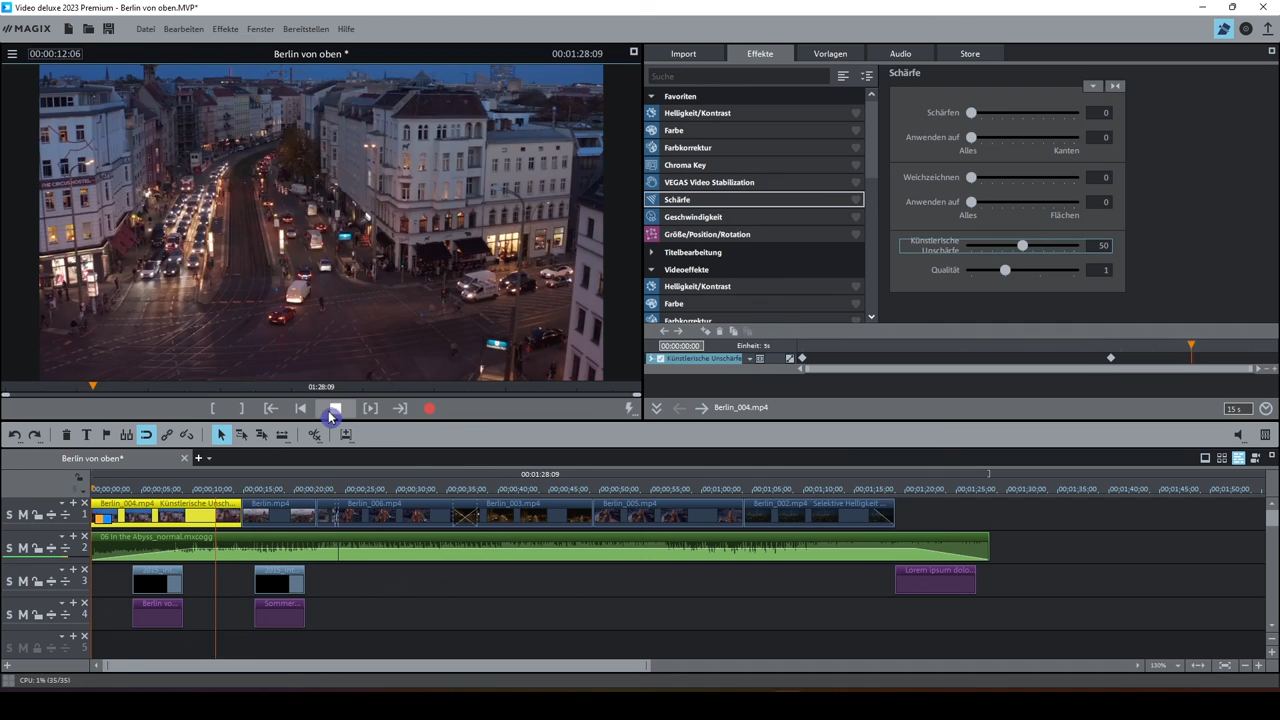 Video deluxe 2023 Premium - Berlin von oben.MVP*
MAGIX
Datei Bearbeiten Effekte Fenster Bereitstellen Hilfe
00:00:12:06 Berlin von oben * 00:01:28:09
Import Effekte Vorlagen Audio Store
Suche
Favoriten
Helligkeit/Kontrast
Farbe
Farbkorrektur
Chroma Key
VEGAS Video Stabilization
Schärfe
Geschwindigkeit
Größe/Position/Rotation
Titelbearbeitung
Videoeffekte
Helligkeit/Kontrast
Farbe
Farbkorrektur
Schärfe
Schärfen 0
Anwenden auf 0
Alles Kanten
Weichzeichnen 0
Anwenden auf 0
Alles Flächen
Künstlerische Unschärfe 50
Qualität 1
THE CIRCUS HOSTEL
00:00:00:00 Einheit: 5s
Künstlerische Unschärfe
01:28:09
Berlin_004.mp4 15 s
Berlin von oben*
00:01:28:09
00:00:00;00 00:00:05;00 00:00:10;00 00:00:15;00 00:00:20;00 00:00:25;00 00:00:30;00 00:00:35;00 00:00:40;00 00:00:45;00 00:00:50;00 00:00:55;00 00:01:00;00 00:01:05;00 00:01:10;00 00:01:15;00 00:01:20;00 00:01:25;00 00:01:30;00 00:01:35;00 00:01:40;00 00:01:45;00 00:01:50;00
Berlin_004.mp4 Künstlerische Unsch... Berlin.mp4 Berlin_006.mp4 Berlin_003.mp4 Berlin_005.mp4 Berlin_002.mp4 Selektive Helligkeit ...
S M 1
06 In the Abyss_normal.mxcogg
S M 2
Lorem ipsum dolo...
S M 3
Berlin vo... Sommer...
S M 4
S M 5
130%
CPU: 1% (35/35)